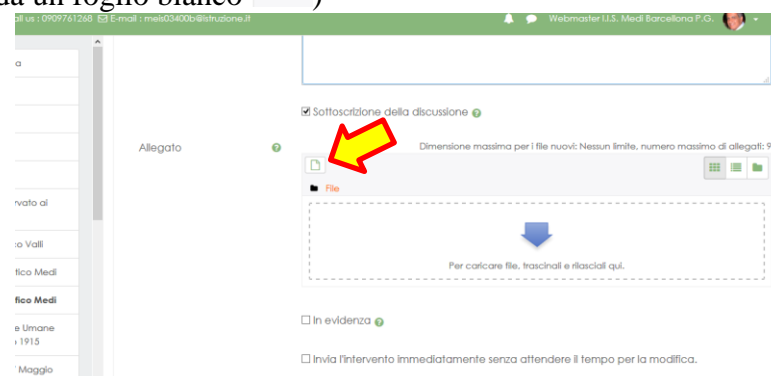 da un foglio bianco )
all us : 0909761268 E-mail : meis03400b@istruzione.it
Webmaster I.I.S. Medi Barcellona P.G.
a
Sottoscrizione della discussione
Allegato
Dimensione massima per i file nuovi: Nessun limite, numero massimo di allegati: 9
File
rvato ai
o Valli
Per caricare file, trascinali e rilasciali qui.
tico Medi
fico Medi
In evidenza
e Umane
1915
Invia l'intervento immediatamente senza attendere il tempo per la modifica.
Maggio